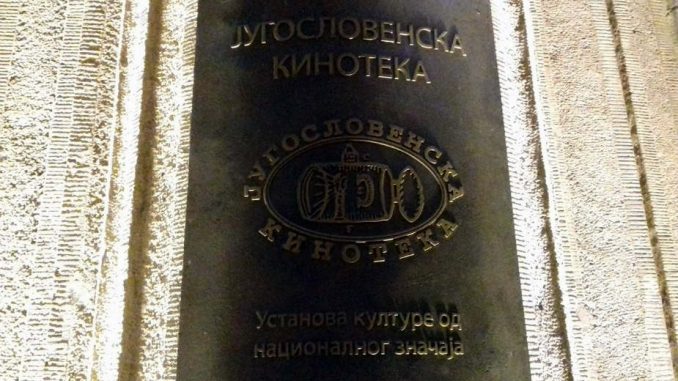 ЈУГОСЛОВЕНСКА
КИНОТЕКА
ЈУГОСЛОВЕНСКА
КИНОТЕКА
Установа културе од
националног значаја